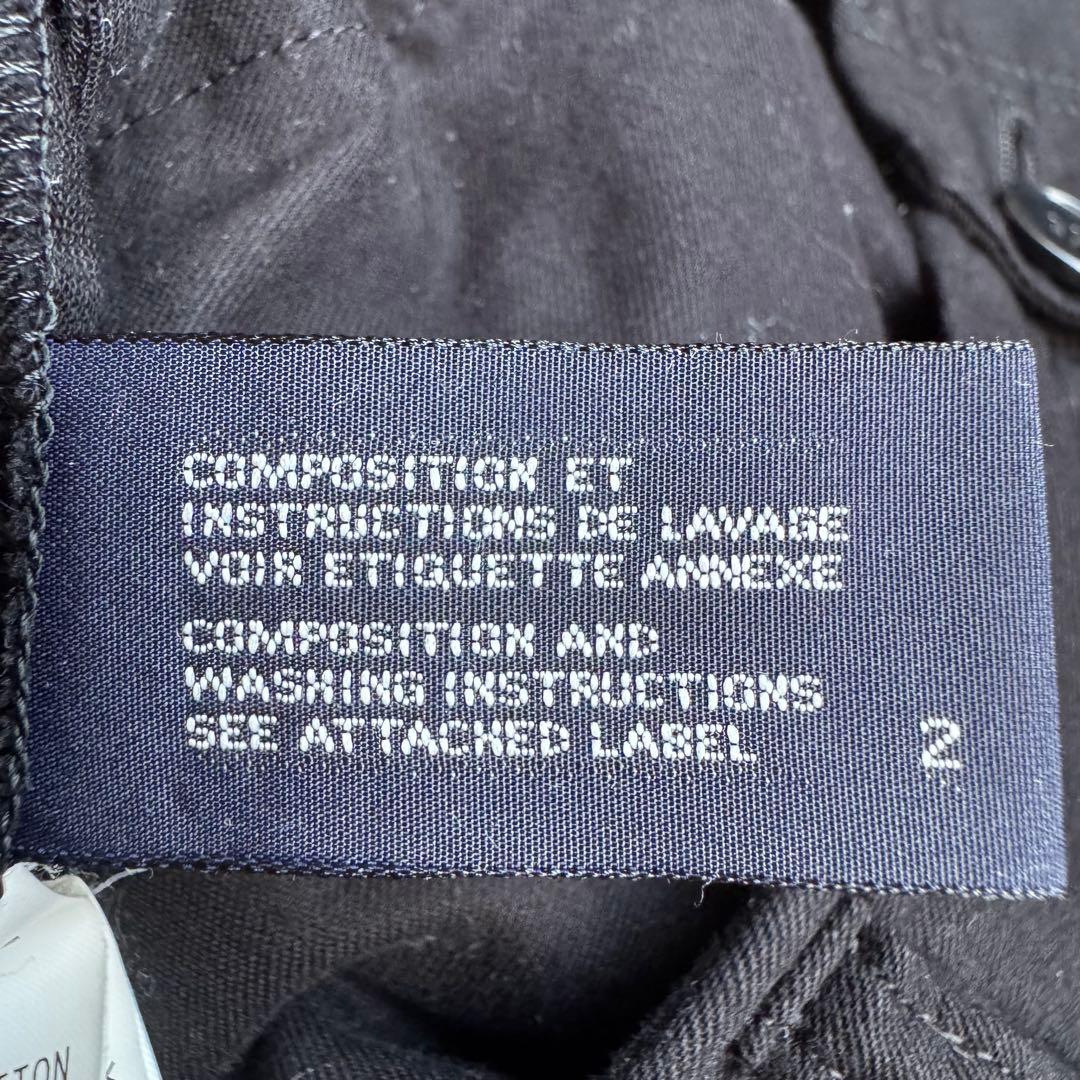 COMPOSITION ET
INSTRUCTIONS DE LAVAGE
VOIR ETIQUETTE ANNEXE
COMPOSITION AND
WASHING INSTRUCTIONS
SEE ATTACHED LABEL
2